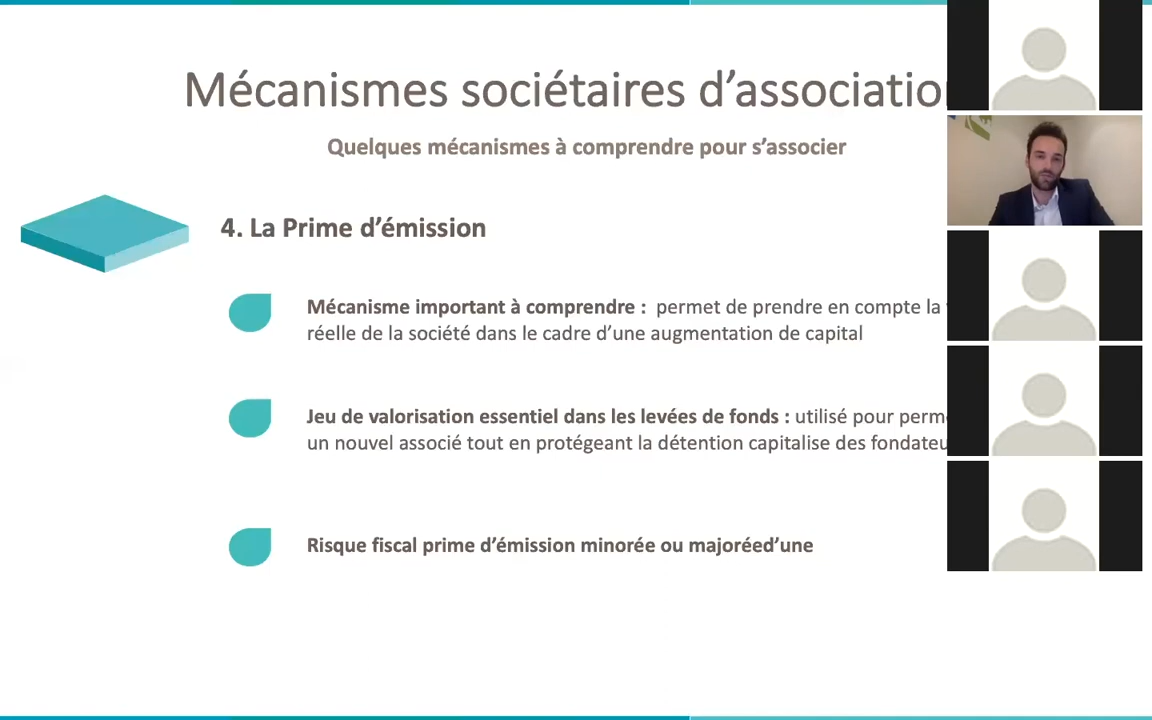 Mécanismes sociétaires d’association
Quelques mécanismes à comprendre pour s’associer
4. La Prime d’émission
Mécanisme important à comprendre : permet de prendre en compte la
réelle de la société dans le cadre d’une augmentation de capital
Jeu de valorisation essentiel dans les levées de fonds : utilisé pour
un nouvel associé tout en protégeant la détention capitalise des
Risque fiscal prime d’émission minorée ou majoréed’une